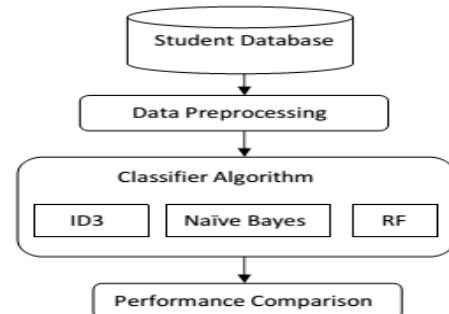 Student Database
Data Preprocessing
Classifier Algorithm
ID3 Naïve Bayes RF
Performance Comparison